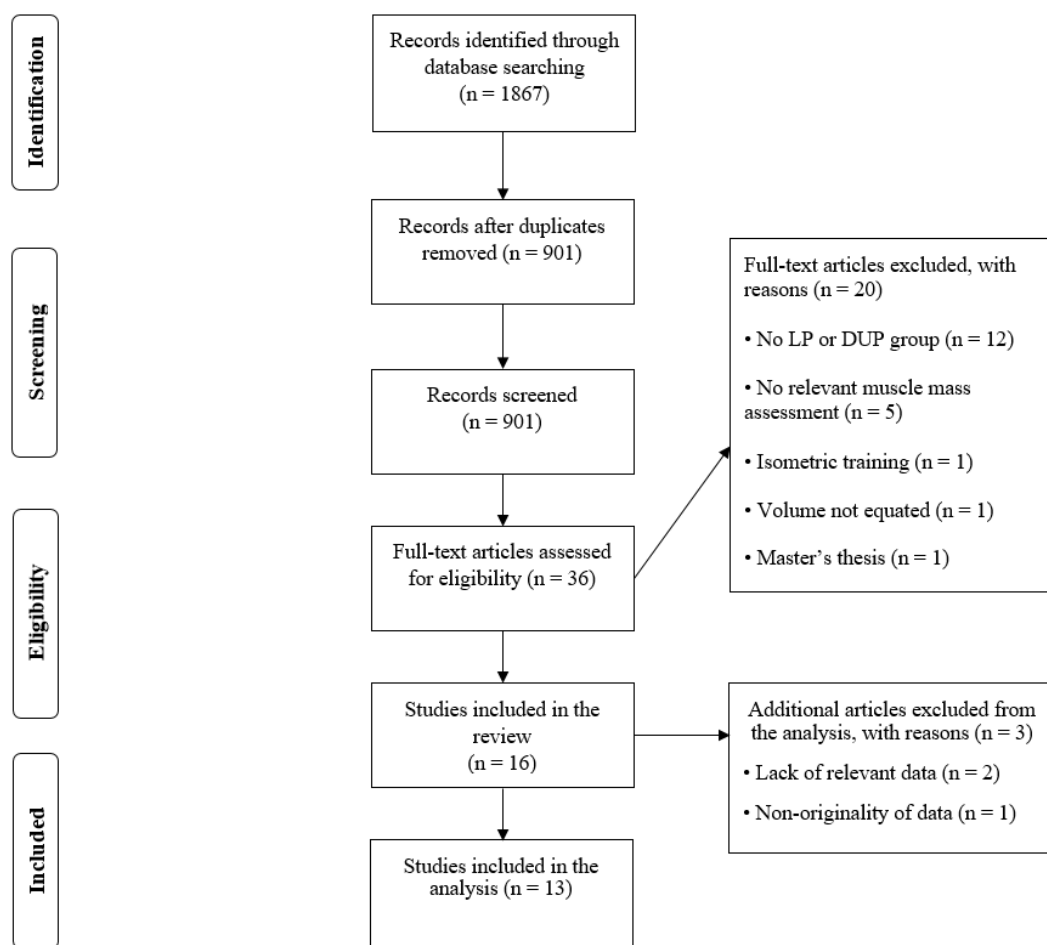 Identification
Records identified through
database searching
(n = 1867)
Records after duplicates
removed (n = 901)
Screening
Records screened
(n = 901)
Full-text articles excluded, with
reasons (n = 20)
• No LP or DUP group (n = 12)
• No relevant muscle mass
assessment (n = 5)
• Isometric training (n = 1)
• Volume not equated (n = 1)
• Master’s thesis (n = 1)
Eligibility
Full-text articles assessed
for eligibility (n = 36)
Studies included in the
review
(n = 16)
Additional articles excluded from
the analysis, with reasons (n = 3)
• Lack of relevant data (n = 2)
• Non-originality of data (n = 1)
Included
Studies included in the
analysis (n = 13)